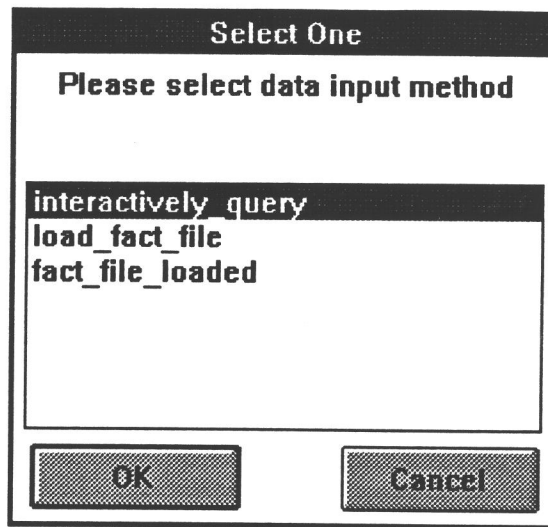 Select One
Please select data input method
interactively_query
load_fact_file
fact_file_loaded
OK
Cancel